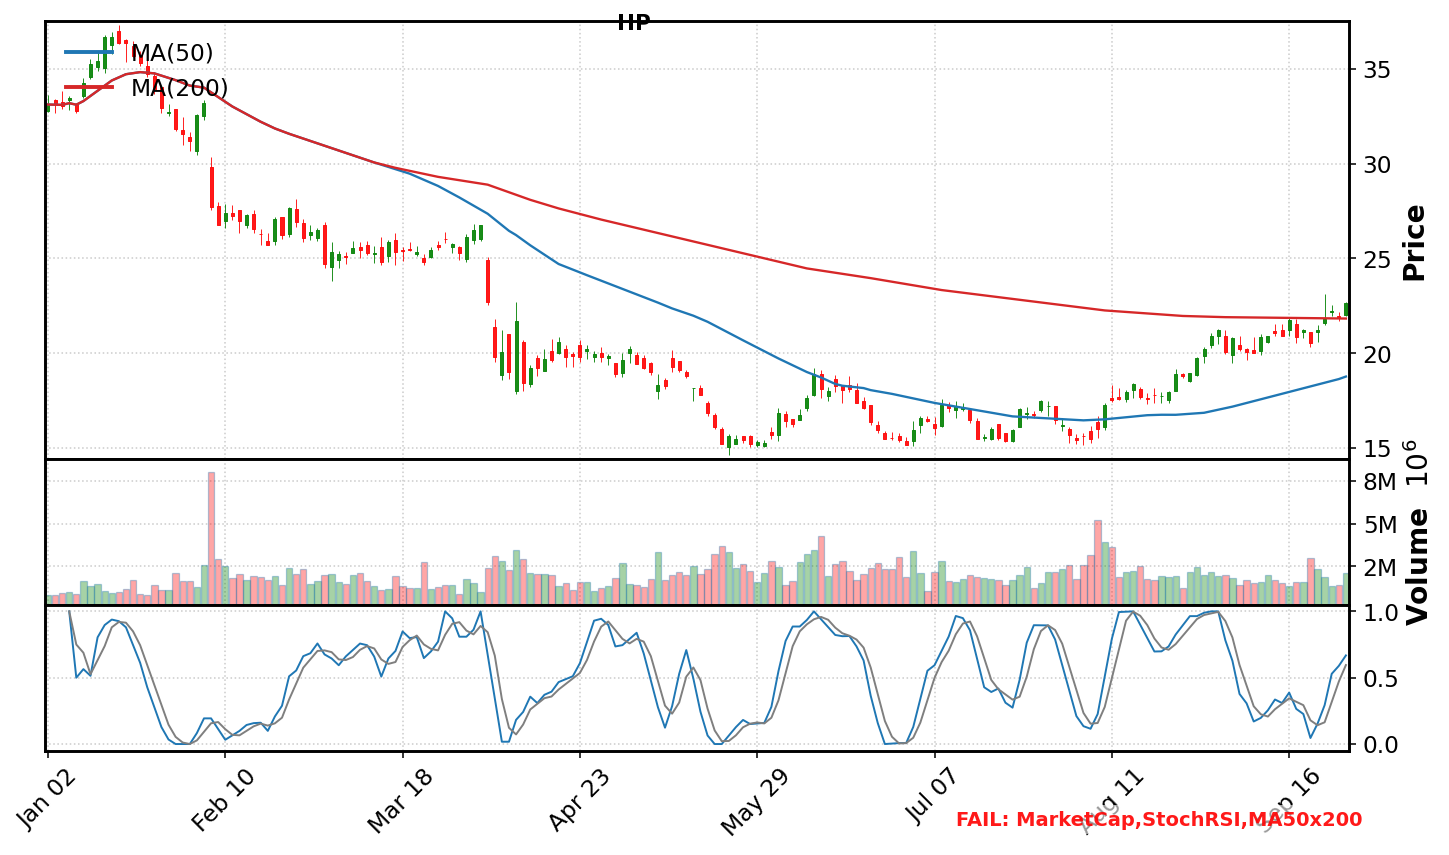 HP
MA(50)
MA(200)
35
30
25
20
15
Price
10^6
8M
5M
2M
Volume
1.0
0.5
0.0
Jan 02
Feb 10
Mar 18
Apr 23
May 29
Jul 07
Aug 11
Sep 16
FAIL: MarketCap,StochRSI,MA50x200